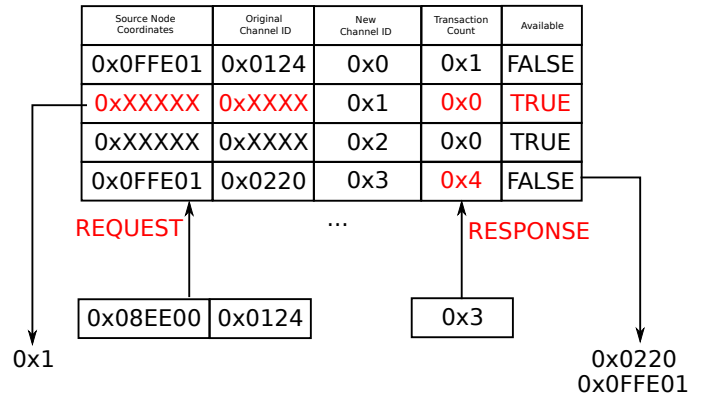 Source Node Coordinates Original Channel ID New Channel ID Transaction Count Available
0x0FFE01 0x0124 0x0 0x1 FALSE
0xXXXXX 0xXXXX 0x1 0x0 TRUE
0xXXXXX 0xXXXX 0x2 0x0 TRUE
0x0FFE01 0x0220 0x3 0x4 FALSE
REQUEST ... RESPONSE
0x08EE00 0x0124 0x3
0x1 0x0220
0x0FFE01